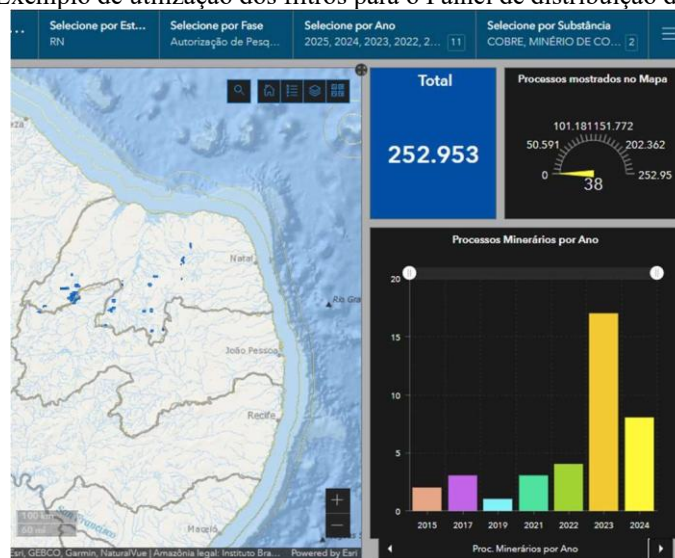 Exemplo de utilização dos filtros para o Painel de distribuição d
Selecione por Est...
RN
Selecione por Fase
Autorização de Pesq...
Selecione por Ano
2025, 2024, 2023, 2022, 2... 11
Selecione por Substância
COBRE, MINÉRIO DE CO... 2
Total
252.953
Processos mostrados no Mapa
101.181151.772
50.591
202.362
0
252.95
38
Natal
João Pessoa
Recife
Maceió
São Francisco
100 km
60 mi
Esri, GEBCO, Garmin, NaturalVue | Amazônia legal: Instituto Bra...
Powered by Esri
Processos Minerários por Ano
20
15
10
5
0
2015 2017 2019 2021 2022 2023 2024
Proc. Minerários por Ano